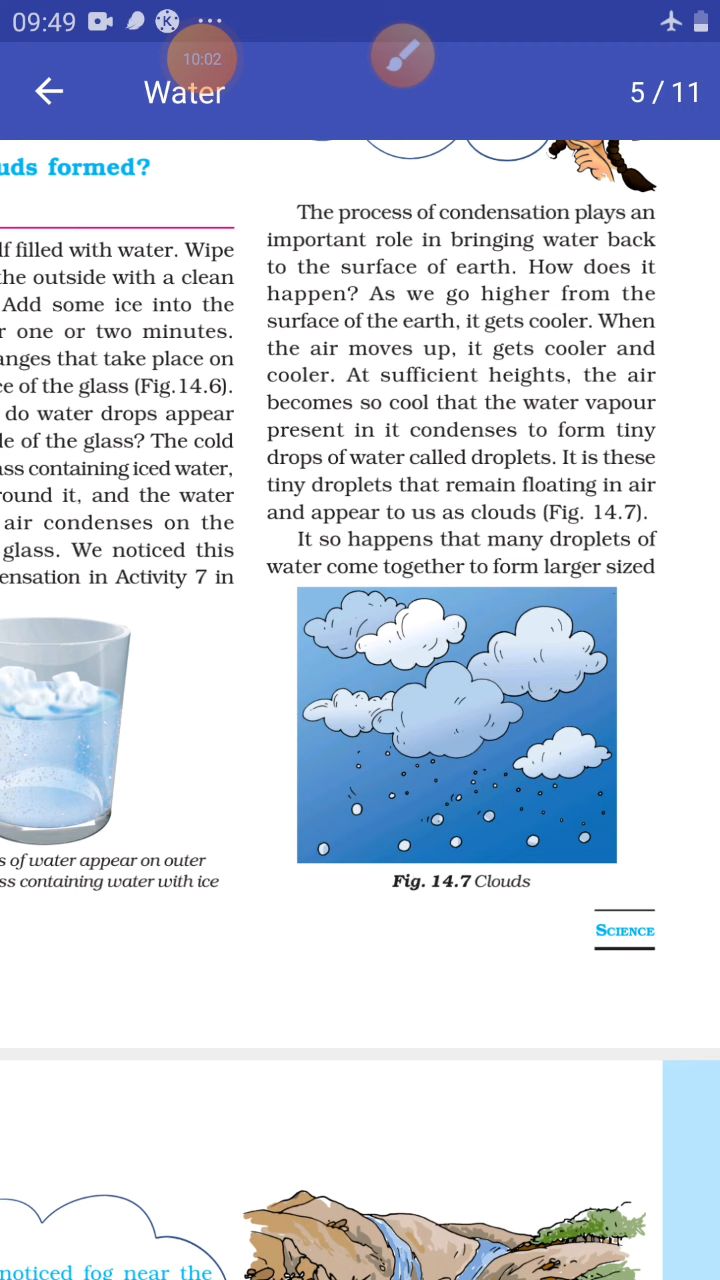 09:49
10:02
Water
5 / 11
uds formed?
lf filled with water. Wipe
the outside with a clean
Add some ice into the
r one or two minutes.
anges that take place on
ce of the glass (Fig.14.6).
do water drops appear
de of the glass? The cold
ass containing iced water,
round it, and the water
air condenses on the
glass. We noticed this
ensation in Activity 7 in
s of water appear on outer
ss containing water with ice
The process of condensation plays an
important role in bringing water back
to the surface of earth. How does it
happen? As we go higher from the
surface of the earth, it gets cooler. When
the air moves up, it gets cooler and
cooler. At sufficient heights, the air
becomes so cool that the water vapour
present in it condenses to form tiny
drops of water called droplets. It is these
tiny droplets that remain floating in air
and appear to us as clouds (Fig. 14.7).
It so happens that many droplets of
water come together to form larger sized
Fig. 14.7 Clouds
SCIENCE
noticed fog near the